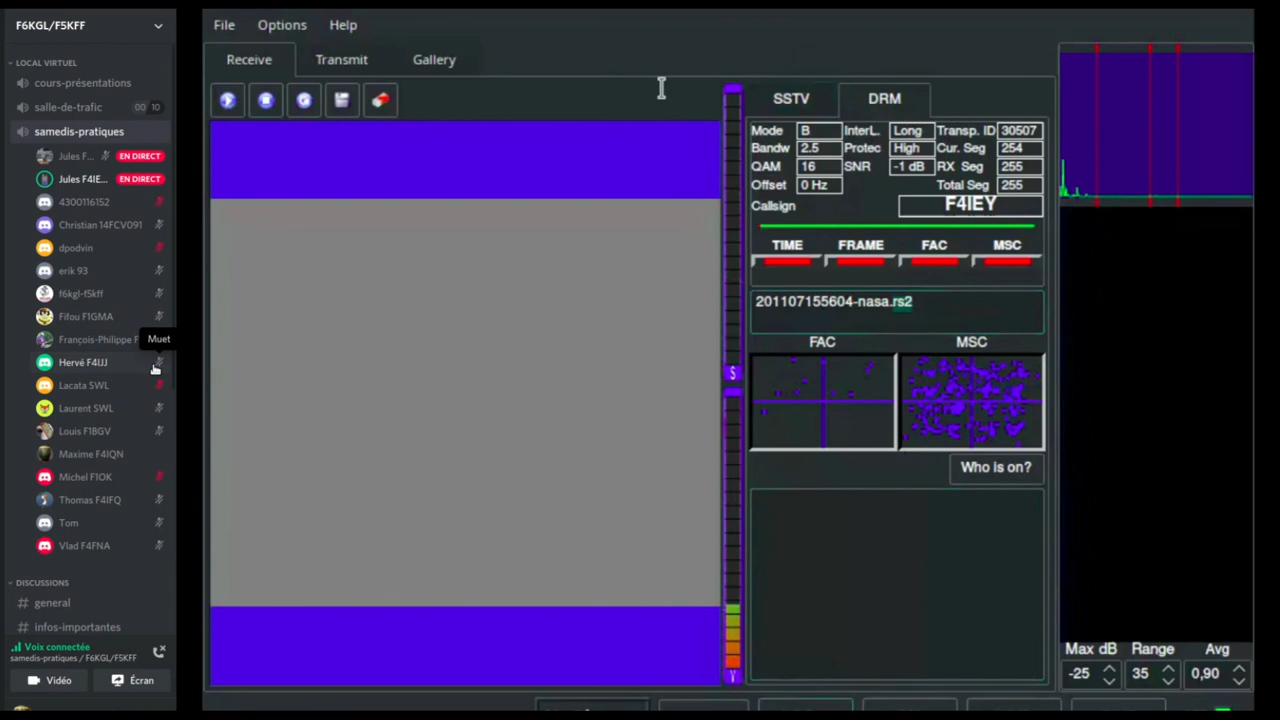 F6KGL/F5KFF
LOCAL VIRTUEL
cours-présentations
salle-de-trafic 00 10
samedis-pratiques
Jules F... EN DIRECT
Jules F4IE... EN DIRECT
4300116152
Christian 14FCV091
dpodvin
erik 93
f6kgl-f5kff
Fifou F1GMA
François-Philippe F
Muet
Hervé F4IJJ
Lacata SWL
Laurent SWL
Louis F1BGV
Maxime F4IQN
Michel F1OK
Thomas F4IFQ
Tom
Vlad F4FNA
DISCUSSIONS
# general
# infos-importantes
Voix connectée
samedis-pratiques / F6KGL/F5KFF
Vidéo Écran
File Options Help
Receive Transmit Gallery
SSTV DRM
Mode B InterL. Long Transp. ID 30507
Bandw 2.5 Protec High Cur. Seg 254
QAM 16 SNR -1 dB RX Seg 255
Offset 0 Hz Total Seg 255
Callsign F4IEY
TIME FRAME FAC MSC
201107155604-nasa.rs2
FAC MSC
Who is on?
S
V
Max dB Range Avg
-25 35 0,90